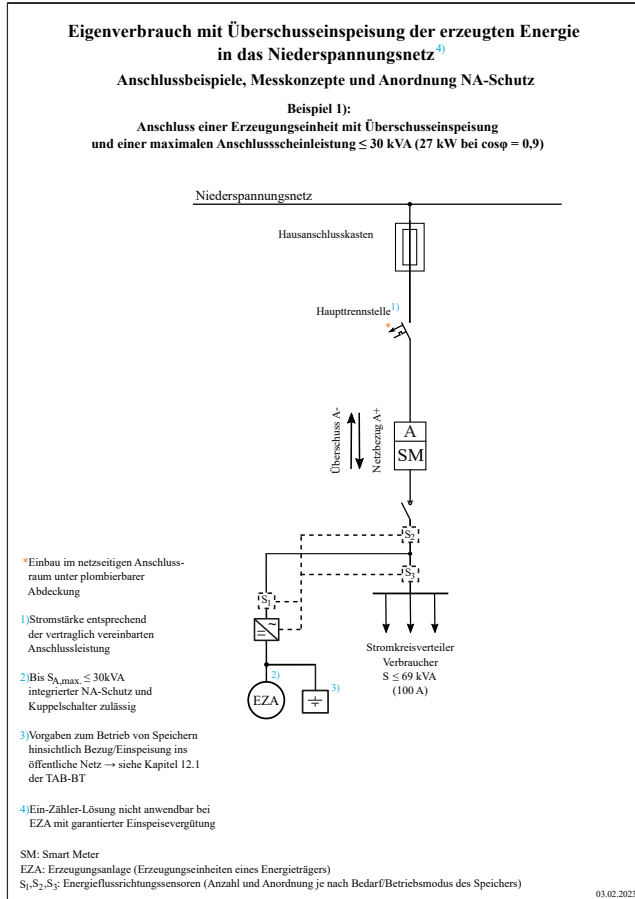 Eigenverbrauch mit Überschusseinspeisung der erzeugten Energie
in das Niederspannungsnetz 4)
Anschlussbeispiele, Messkonzepte und Anordnung NA-Schutz
Beispiel 1):
Anschluss einer Erzeugungseinheit mit Überschusseinspeisung
und einer maximalen Anschlussscheinleistung ≤ 30 kVA (27 kW bei cosφ = 0,9)
Niederspannungsnetz
Hausanschlusskasten
Haupttrennstelle 1)
*
Überschuss A-
Netzbezug A+
A
SM
S2
S3
S1
= ~
2)
EZA
3)
Stromkreisverteiler
Verbraucher
S ≤ 69 kVA
(100 A)
*Einbau im netzseitigen Anschluss-
raum unter plombierbarer
Abdeckung
1)Stromstärke entsprechend
der vertraglich vereinbarten
Anschlussleistung
2)Bis SA,max. ≤ 30kVA
integrierter NA-Schutz und
Kuppelschalter zulässig
3)Vorgaben zum Betrieb von Speichern
hinsichtlich Bezug/Einspeisung ins
öffentliche Netz → siehe Kapitel 12.1
der TAB-BT
4)Ein-Zähler-Lösung nicht anwendbar bei
EZA mit garantierter Einspeisevergütung
SM: Smart Meter
EZA: Erzeugungsanlage (Erzeugungseinheiten eines Energieträgers)
S1,S2,S3: Energieflussrichtungssensoren (Anzahl und Anordnung je nach Bedarf/Betriebsmodus des Speichers)
03.02.2023